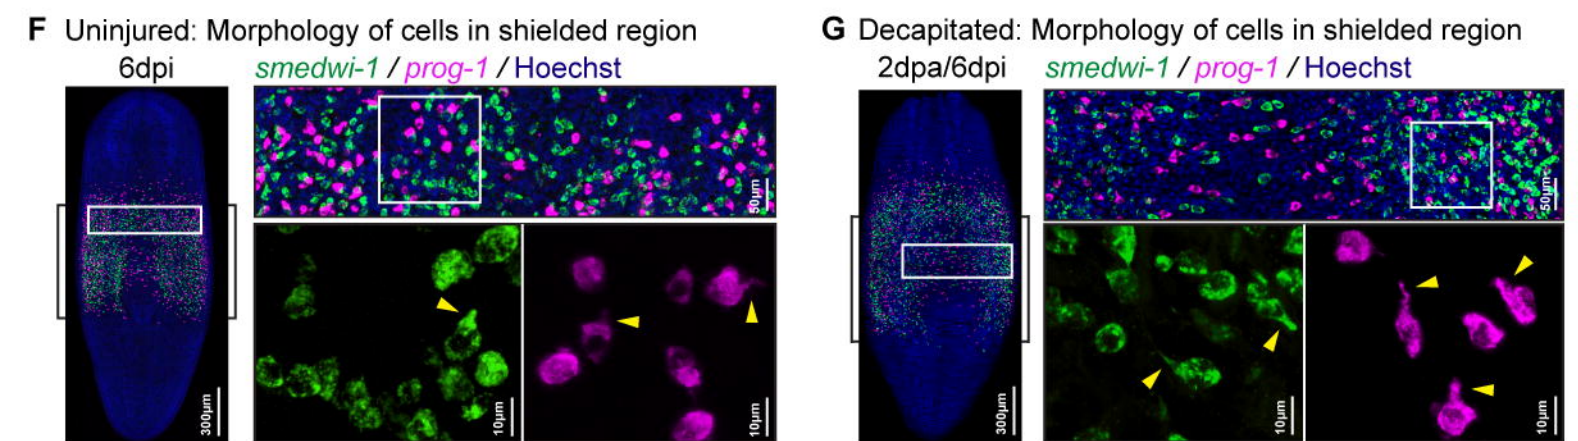 F Uninjured: Morphology of cells in shielded region
6dpi
smedwi-1 / prog-1 / Hoechst
50µm
300µm
10µm
10µm
G Decapitated: Morphology of cells in shielded region
2dpa/6dpi
smedwi-1 / prog-1 / Hoechst
50µm
300µm
10µm
10µm